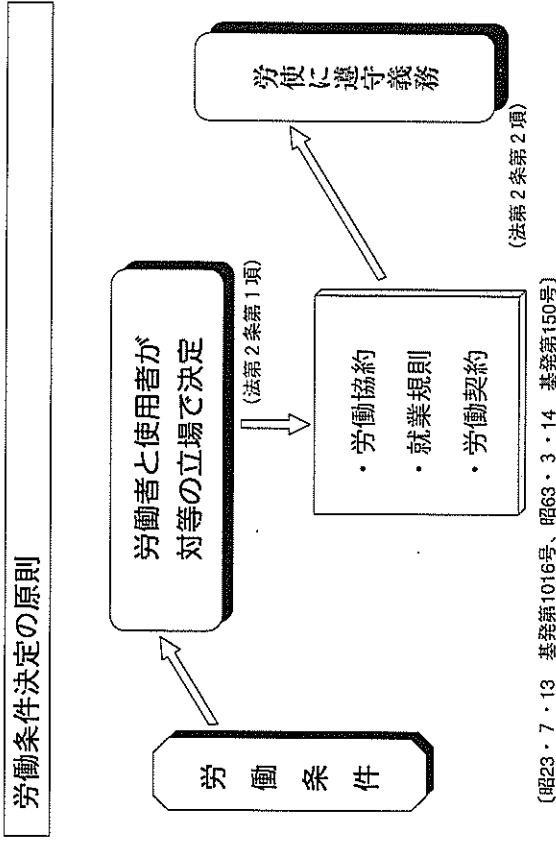 労働条件決定の原則
労働条件
労働者と使用者が
対等の立場で決定
(法第2条第1項)
・労働協約
・就業規則
・労働契約
労使に遵守義務
(法第2条第2項)
〔昭23・7・13 基発第1016号、昭63・3・14 基発第150号〕